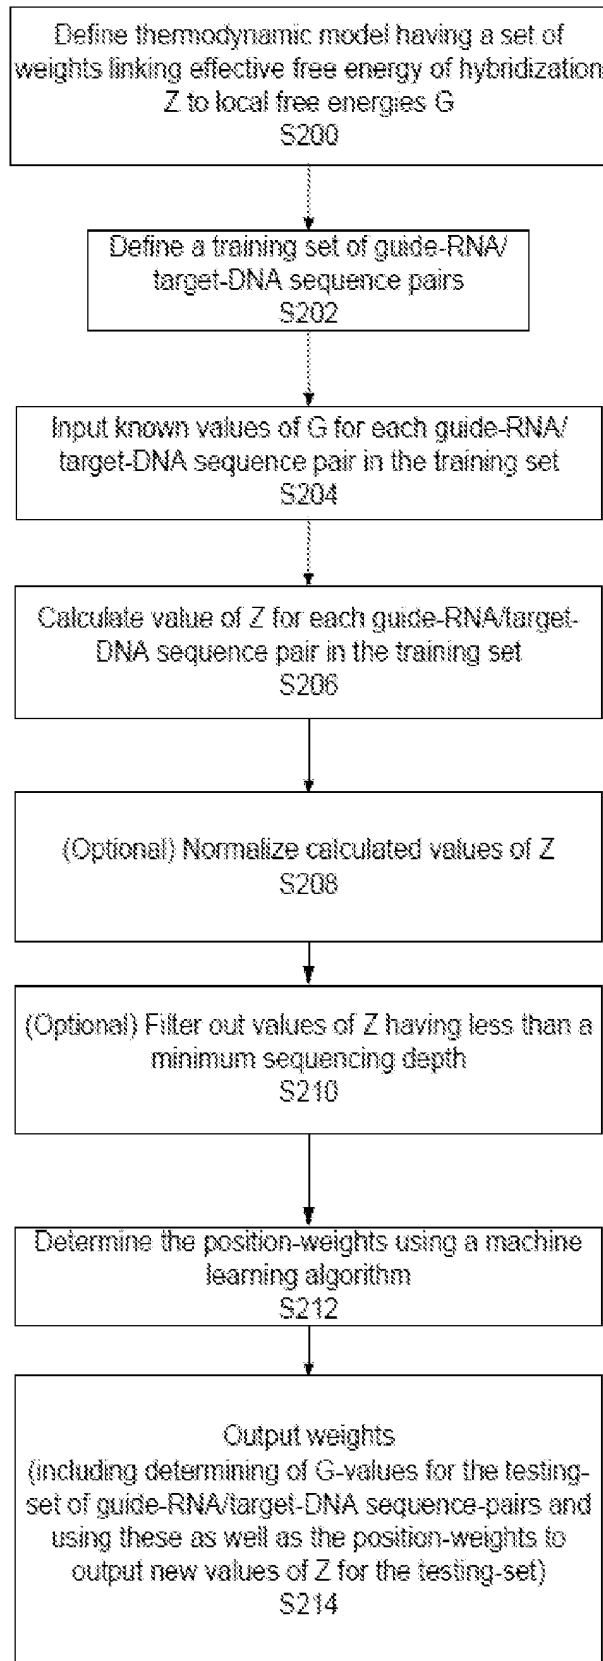 Define thermodynamic model having a set of
weights linking effective free energy of hybridization
Z to local free energies G
S200
Define a training set of guide-RNA/
target-DNA sequence pairs
S202
Input known values of G for each guide-RNA/
target-DNA sequence pair in the training set
S204
Calculate value of Z for each guide-RNA/target-
DNA sequence pair in the training set
S206
(Optional) Normalize calculated values of Z
S208
(Optional) Filter out values of Z having less than a
minimum sequencing depth
S210
Determine the position-weights using a machine
learning algorithm
S212
Output weights
(including determining of G-values for the testing-
set of guide-RNA/target-DNA sequence-pairs and
using these as well as the position-weights to
output new values of Z for the testing-set)
S214